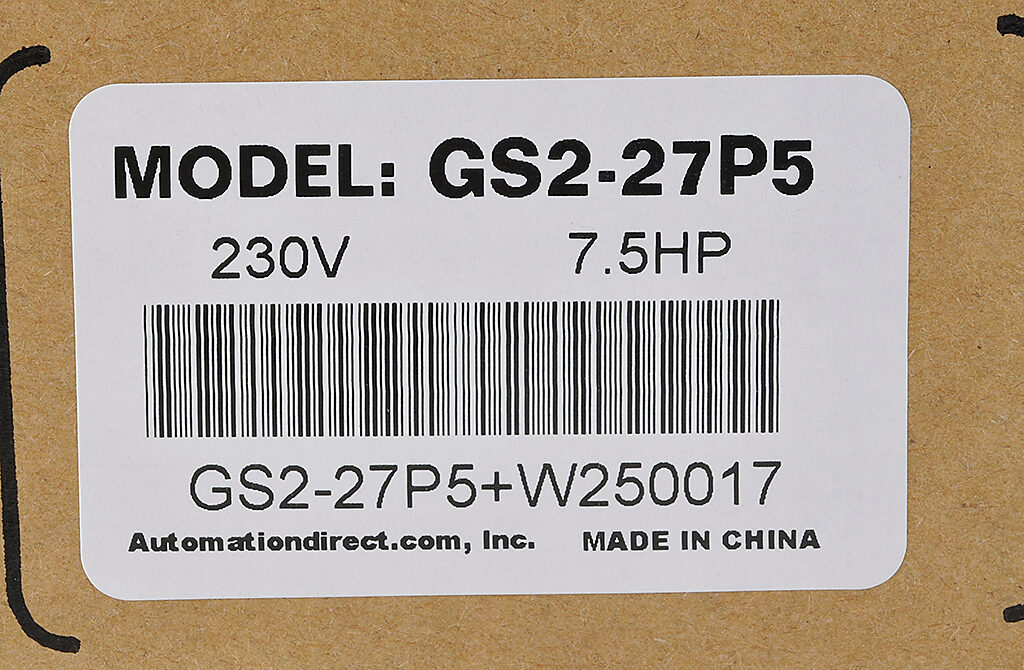 MODEL: GS2-27P5
230V 7.5HP
GS2-27P5+W250017
Automationdirect.com, Inc. MADE IN CHINA